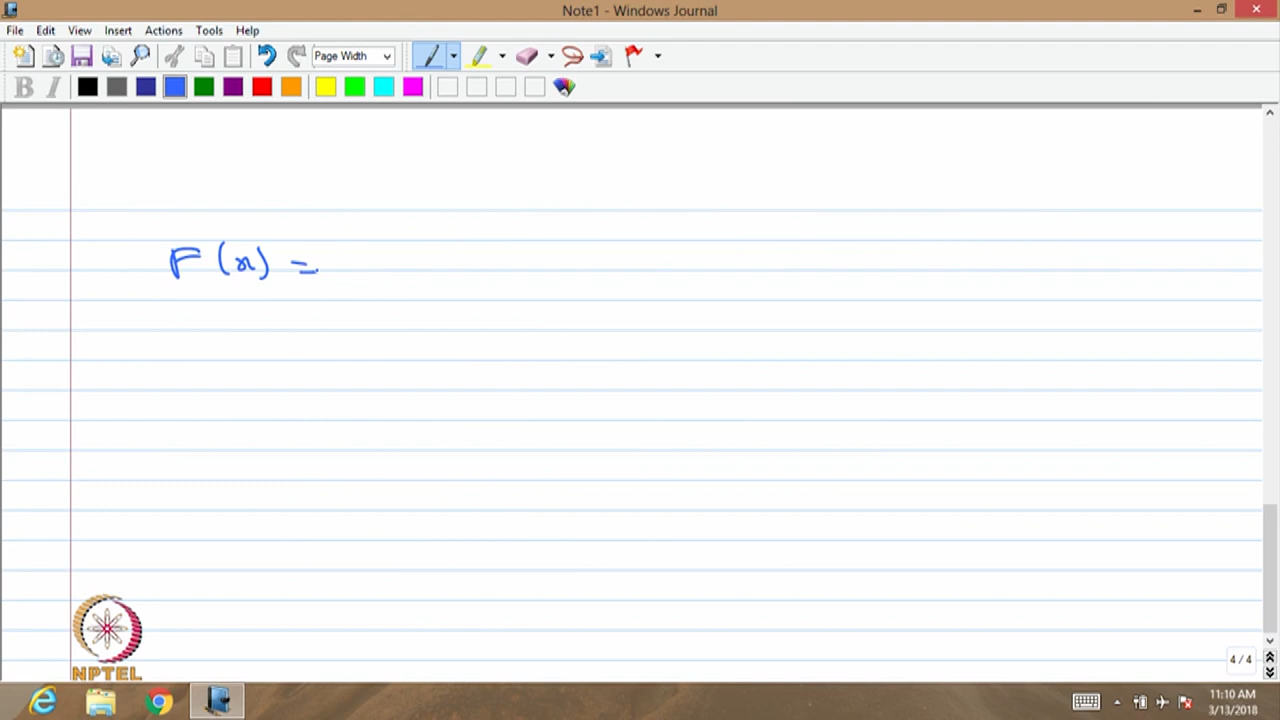 Note1 - Windows Journal
File Edit View Insert Actions Tools Help
Page Width
B I
F (x) =
NPTEL
4 / 4
11:10 AM
3/13/2018